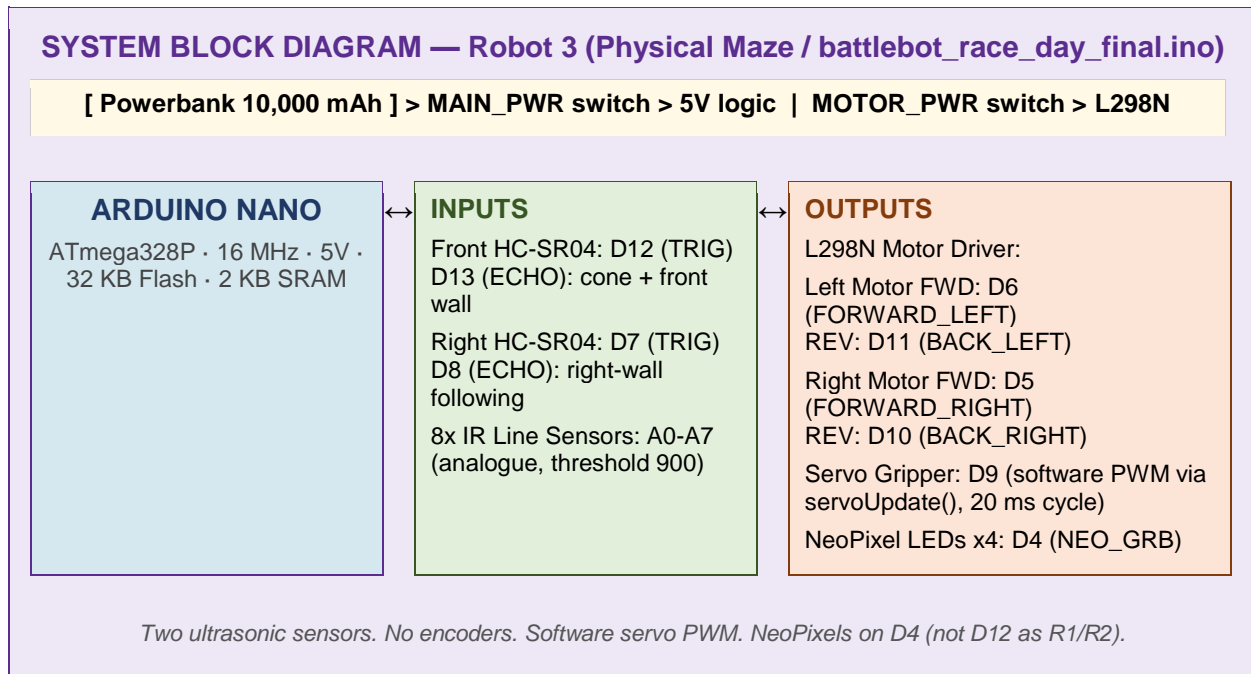 SYSTEM BLOCK DIAGRAM — Robot 3 (Physical Maze / battlebot_race_day_final.ino)
[ Powerbank 10,000 mAh ] > MAIN_PWR switch > 5V logic | MOTOR_PWR switch > L298N
ARDUINO NANO
ATmega328P · 16 MHz · 5V ·
32 KB Flash · 2 KB SRAM
↔
INPUTS
Front HC-SR04: D12 (TRIG)
D13 (ECHO): cone + front
wall
Right HC-SR04: D7 (TRIG)
D8 (ECHO): right-wall
following
8x IR Line Sensors: A0-A7
(analogue, threshold 900)
↔
OUTPUTS
L298N Motor Driver:
Left Motor FWD: D6
(FORWARD_LEFT)
REV: D11 (BACK_LEFT)
Right Motor FWD: D5
(FORWARD_RIGHT)
REV: D10 (BACK_RIGHT)
Servo Gripper: D9 (software PWM via
servoUpdate(), 20 ms cycle)
NeoPixel LEDs x4: D4 (NEO_GRB)
Two ultrasonic sensors. No encoders. Software servo PWM. NeoPixels on D4 (not D12 as R1/R2).